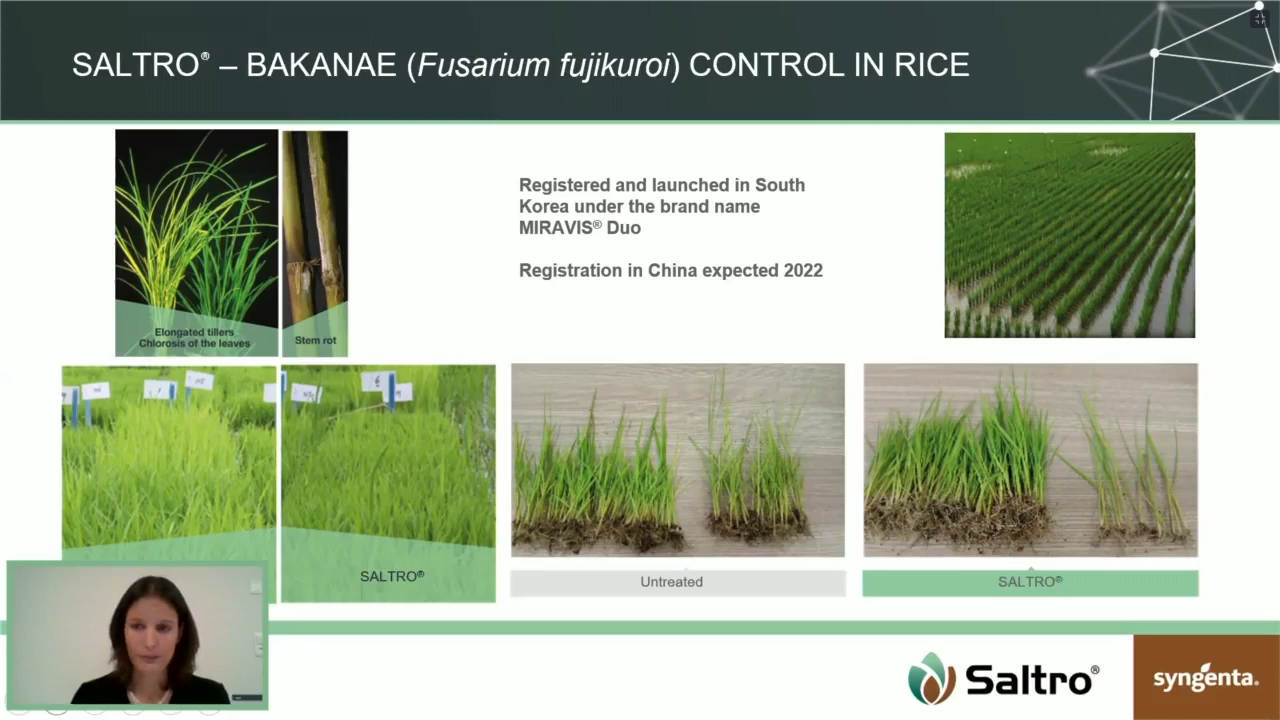 SALTRO® – BAKANAE (Fusarium fujikuroi) CONTROL IN RICE
Registered and launched in South
Korea under the brand name
MIRAVIS® Duo
Registration in China expected 2022
Elongated tillers
Chlorosis of the leaves
Stem rot
SALTRO®
Untreated
SALTRO®
Saltro®
syngenta.